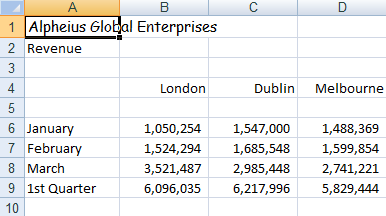 A B C D
1 Alpheius Global Enterprises
2 Revenue
3
4 London Dublin Melbourne
5
6 January 1,050,254 1,547,000 1,488,369
7 February 1,524,294 1,685,548 1,599,854
8 March 3,521,487 2,985,448 2,741,221
9 1st Quarter 6,096,035 6,217,996 5,829,444
10